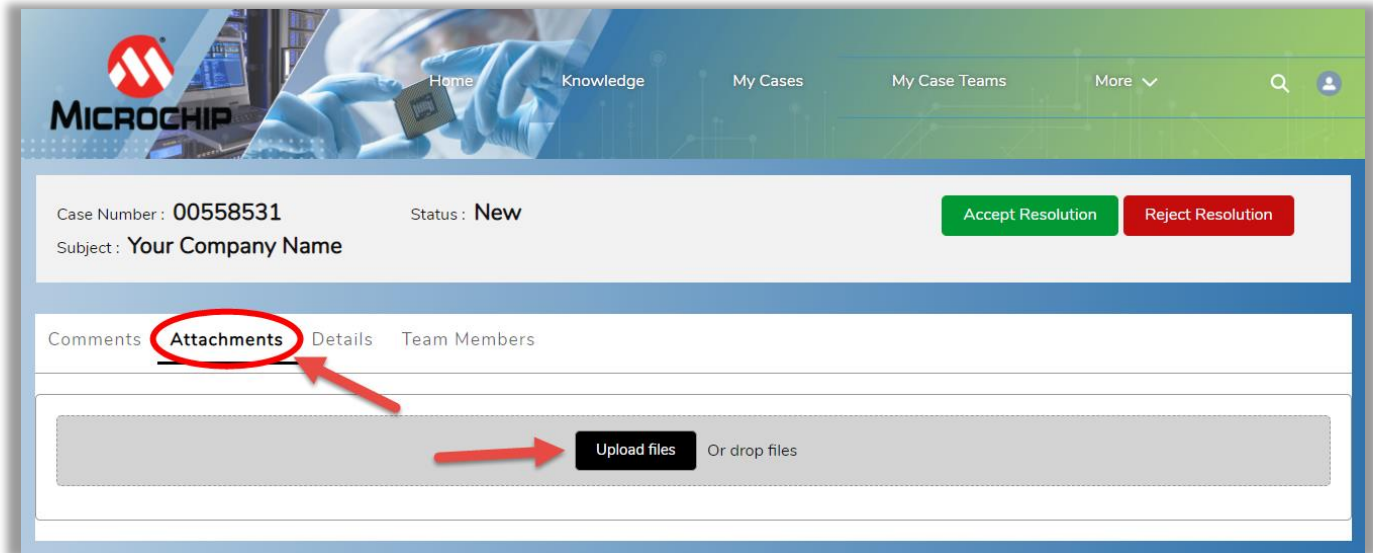 MICROCHIP
Home Knowledge My Cases My Case Teams More
Case Number : 00558531 Status : New
Accept Resolution Reject Resolution
Subject : Your Company Name
Comments Attachments Details Team Members
Upload files Or drop files